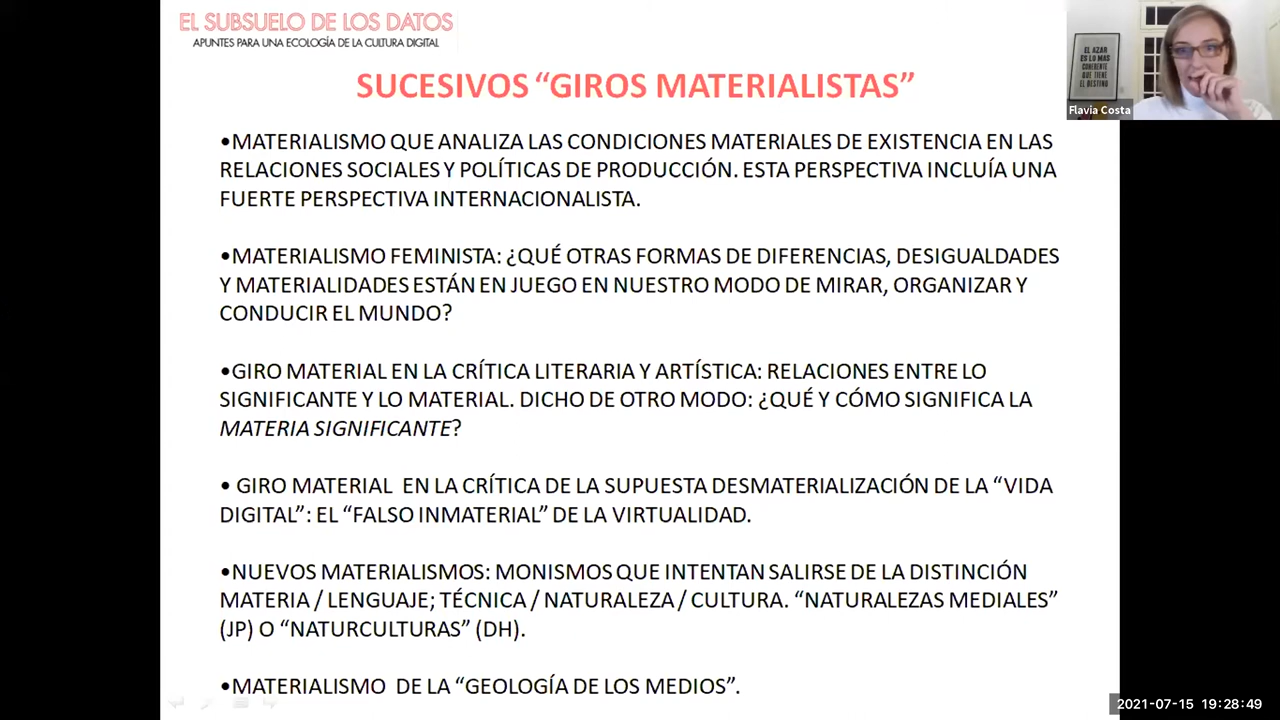 EL SUBSUELO DE LOS DATOS
APUNTES PARA UNA ECOLOGÍA DE LA CULTURA DIGITAL
SUCESIVOS “GIROS MATERIALISTAS”
•MATERIALISMO QUE ANALIZA LAS CONDICIONES MATERIALES DE EXISTENCIA EN LAS
RELACIONES SOCIALES Y POLÍTICAS DE PRODUCCIÓN. ESTA PERSPECTIVA INCLUÍA UNA
FUERTE PERSPECTIVA INTERNACIONALISTA.
•MATERIALISMO FEMINISTA: ¿QUÉ OTRAS FORMAS DE DIFERENCIAS, DESIGUALDADES
Y MATERIALIDADES ESTÁN EN JUEGO EN NUESTRO MODO DE MIRAR, ORGANIZAR Y
CONDUCIR EL MUNDO?
•GIRO MATERIAL EN LA CRÍTICA LITERARIA Y ARTÍSTICA: RELACIONES ENTRE LO
SIGNIFICANTE Y LO MATERIAL. DICHO DE OTRO MODO: ¿QUÉ Y CÓMO SIGNIFICA LA
MATERIA SIGNIFICANTE?
• GIRO MATERIAL EN LA CRÍTICA DE LA SUPUESTA DESMATERIALIZACIÓN DE LA “VIDA
DIGITAL”: EL “FALSO INMATERIAL” DE LA VIRTUALIDAD.
•NUEVOS MATERIALISMOS: MONISMOS QUE INTENTAN SALIRSE DE LA DISTINCIÓN
MATERIA / LENGUAJE; TÉCNICA / NATURALEZA / CULTURA. “NATURALEZAS MEDIALES”
(JP) O “NATURCULTURAS” (DH).
•MATERIALISMO DE LA “GEOLOGÍA DE LOS MEDIOS”.
EL AZAR
ES LO MAS
COHERENTE
QUE TIENE
EL DESTINO
Flavia Costa
2021-07-15 19:28:49